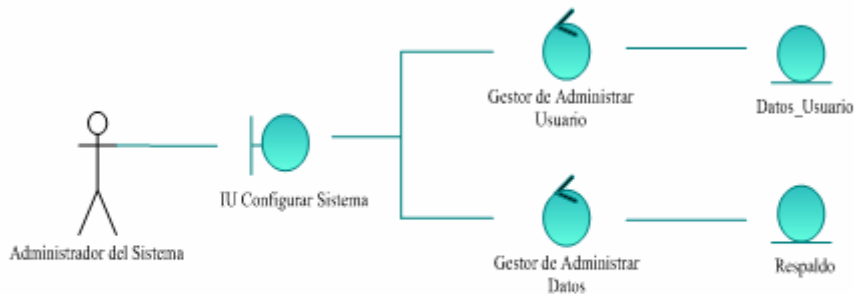 Gestor de Administrar
Usuario
Datos_Usuario
IU Configurar Sistema
Administrador del Sistema
Gestor de Administrar
Datos
Respaldo